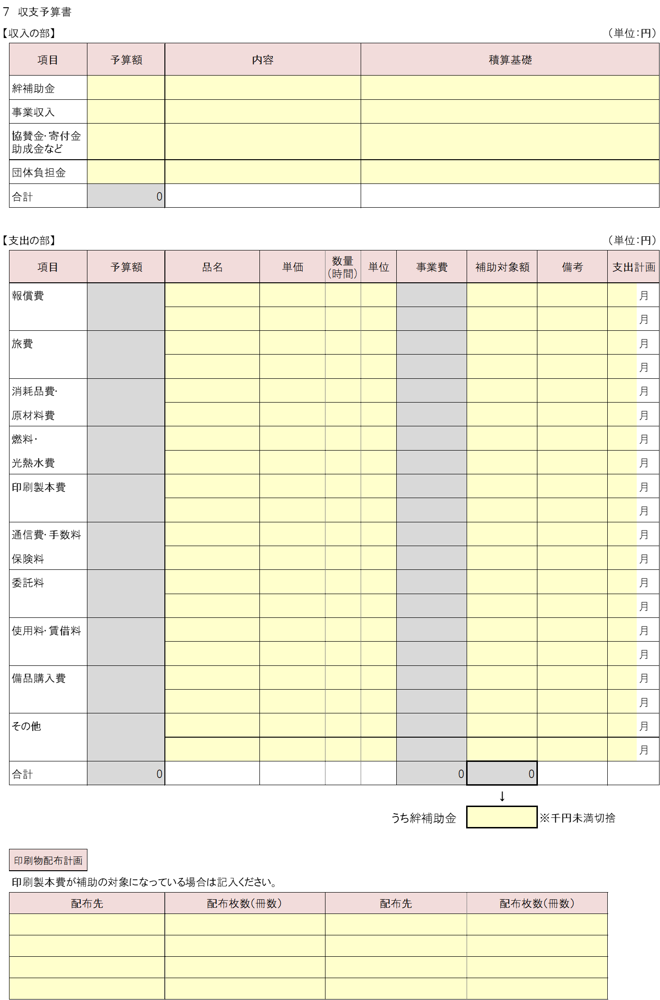 ７　収支予算書
【収入の部】
（単位：円）
項目 予算額 内容 積算基礎
絆補助金
事業収入
協賛金・寄付金
助成金など
団体負担金
合計 0
【支出の部】
（単位：円）
項目 予算額 品名 単価 数量 単位 事業費 補助対象額 備考 支出計画
（時間）
報償費 月
月
旅費 月
月
消耗品費・ 月
原材料費 月
燃料・ 月
光熱水費 月
印刷製本費 月
月
通信費・手数料 月
保険料 月
委託料 月
月
使用料・賃借料 月
月
備品購入費 月
月
その他 月
月
合計 0 0 0
↓
うち絆補助金 ※千円未満切捨
印刷物配布計画
印刷製本費が補助の対象になっている場合は記入ください。
配布先 配布枚数（冊数） 配布先 配布枚数（冊数）